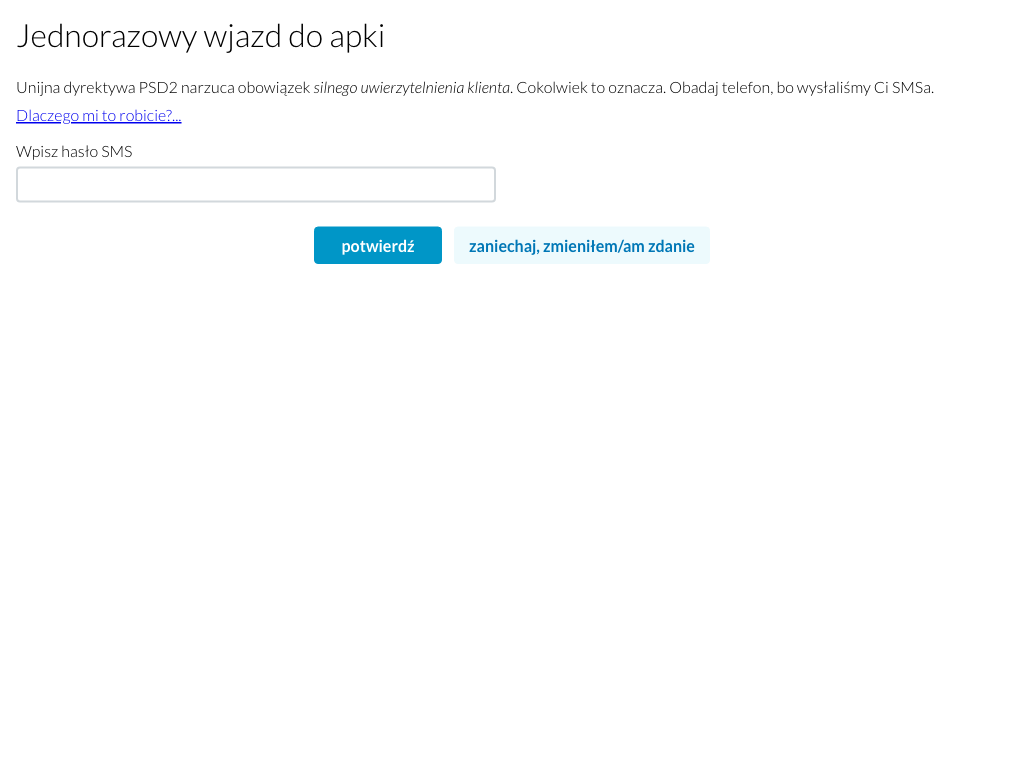 Jednorazowy wjazd do apki
Unijna dyrektywa PSD2 narzuca obowiązek silnego uwierzytelnienia klienta. Cokolwiek to oznacza. Obadaj telefon, bo wysłaliśmy Ci SMSa.
Dlaczego mi to robicie?...
Wpisz hasło SMS
potwierdź zaniechaj, zmieniłem/am zdanie